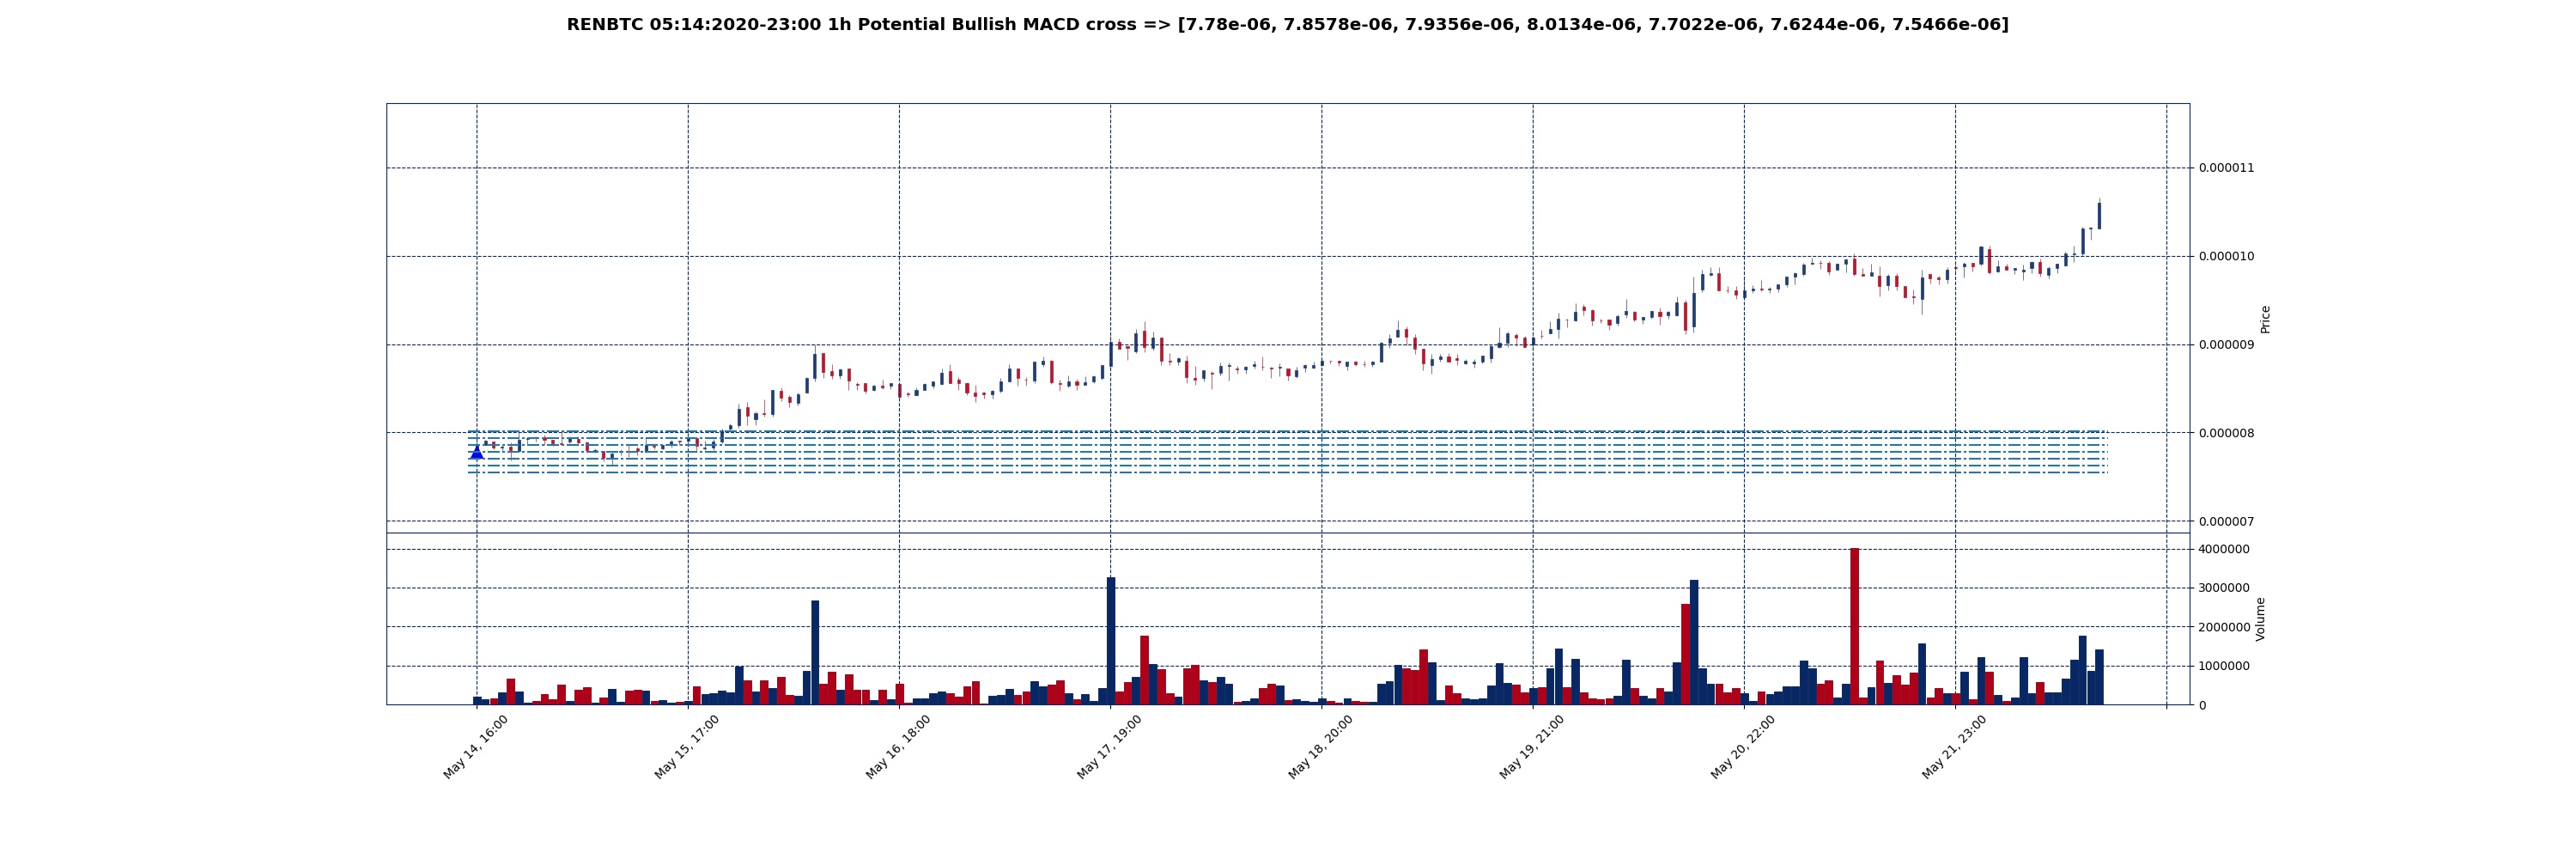 RENBTC 05:14:2020-23:00 1h Potential Bullish MACD cross => [7.78e-06, 7.8578e-06, 7.9356e-06, 8.0134e-06, 7.7022e-06, 7.6244e-06, 7.5466e-06]
0.000011
0.000010
0.000009
0.000008
0.000007
Price
4000000
3000000
2000000
1000000
0
Volume
May 14, 16:00
May 15, 17:00
May 16, 18:00
May 17, 19:00
May 18, 20:00
May 19, 21:00
May 20, 22:00
May 21, 23:00